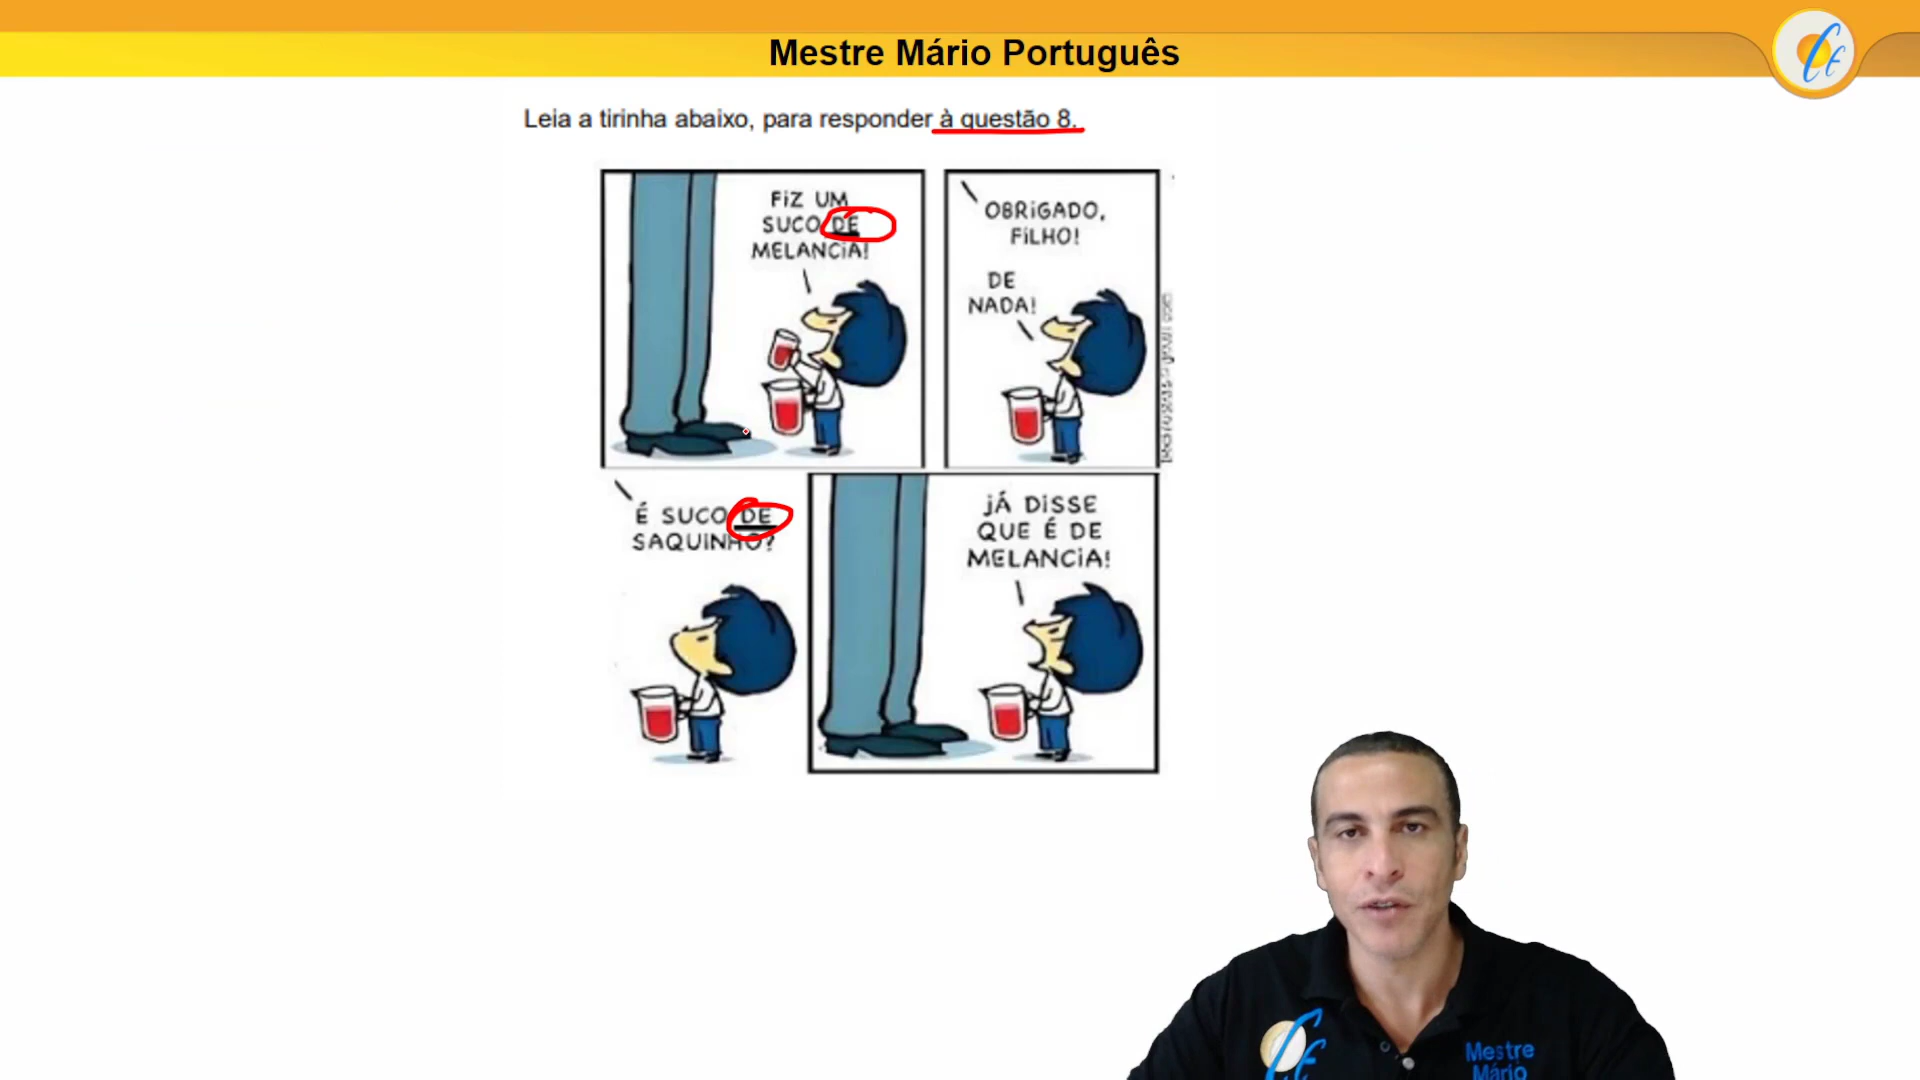 Mestre Mário Português
Leia a tirinha abaixo, para responder à questão 8.
FiZ UM
SUCO DE
MELANCiA!
OBRiGADO,
FiLHO!
DE
NADA!
É SUCO DE
SAQUINHO?
jÁ DiSSE
QUE É DE
MELANCiA!
Mestre
Mário